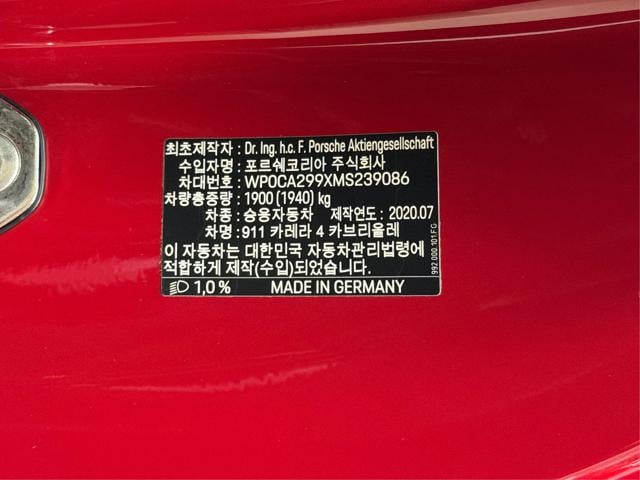 최초제작자 : Dr. Ing. h.c. F. Porsche Aktiengesellschaft
수입자명 : 포르쉐코리아 주식회사
차대번호 : WP0CA299XMS239086
차량총중량 : 1900 (1940) kg
차종 : 승용자동차 제작연도 : 2020.07
차명 : 911 카레라 4 카브리올레
이 자동차는 대한민국 자동차관리법령에
적합하게 제작(수입)되었습니다.
1,0 % MADE IN GERMANY
992.000.101.FG